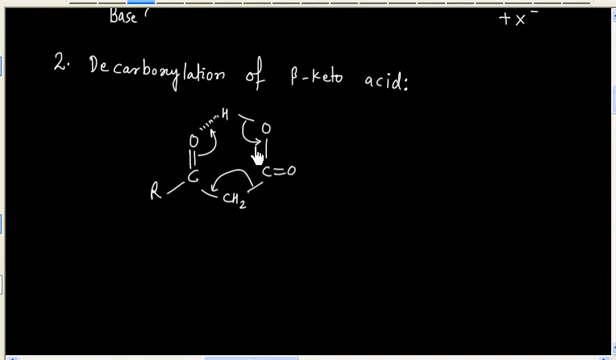 Base
+ X⁻
2. Decarboxylation of β-keto acid:
H
O
O
C
C=O
R
CH₂